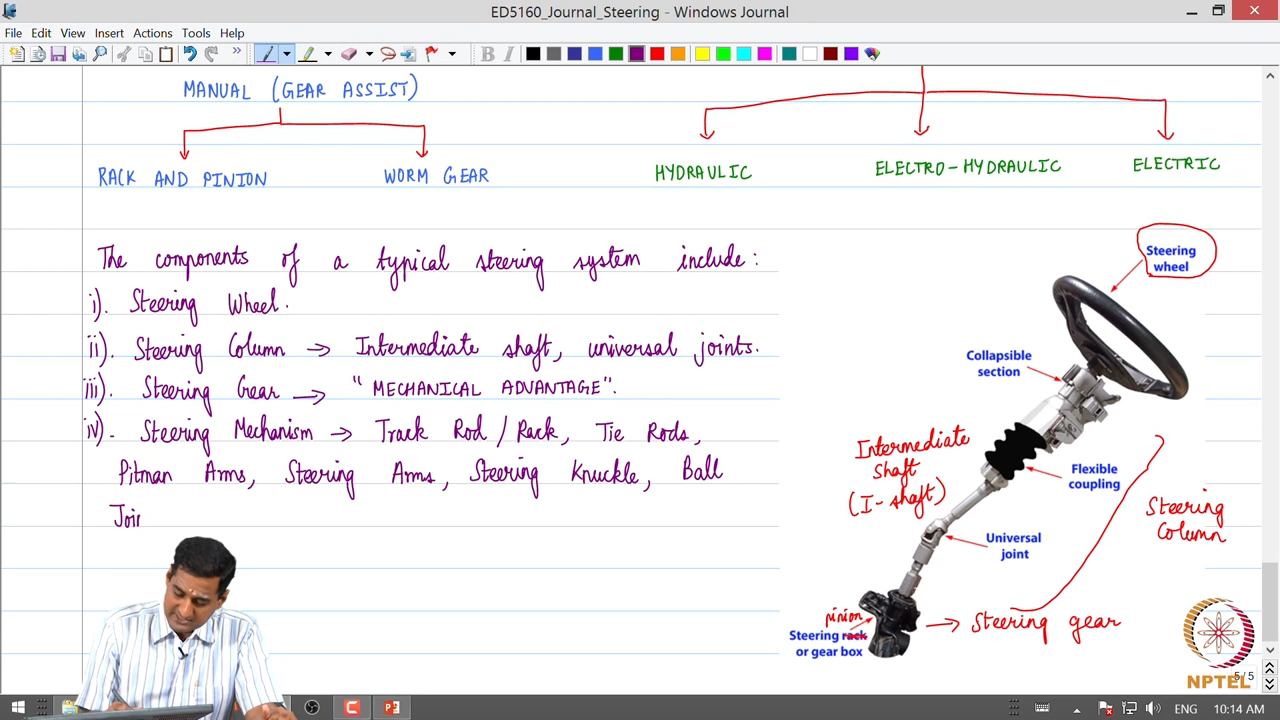 ED5160_Journal_Steering - Windows Journal
File Edit View Insert Actions Tools Help
MANUAL (GEAR ASSIST)
RACK AND PINION
WORM GEAR
HYDRAULIC
ELECTRO-HYDRAULIC
ELECTRIC
The components of a typical steering system include:
i). Steering Wheel.
ii). Steering Column → Intermediate shaft, universal joints.
iii). Steering Gear → "MECHANICAL ADVANTAGE".
iv). Steering Mechanism → Track Rod / Rack, Tie Rods,
Pitman Arms, Steering Arms, Steering Knuckle, Ball
Joi
Steering
wheel
Collapsible
section
Intermediate
shaft
(I-shaft)
Flexible
coupling
Steering
Column
Universal
joint
pinion
Steering rack
or gear box
→ Steering gear
NPTEL
5/5
ENG 10:14 AM